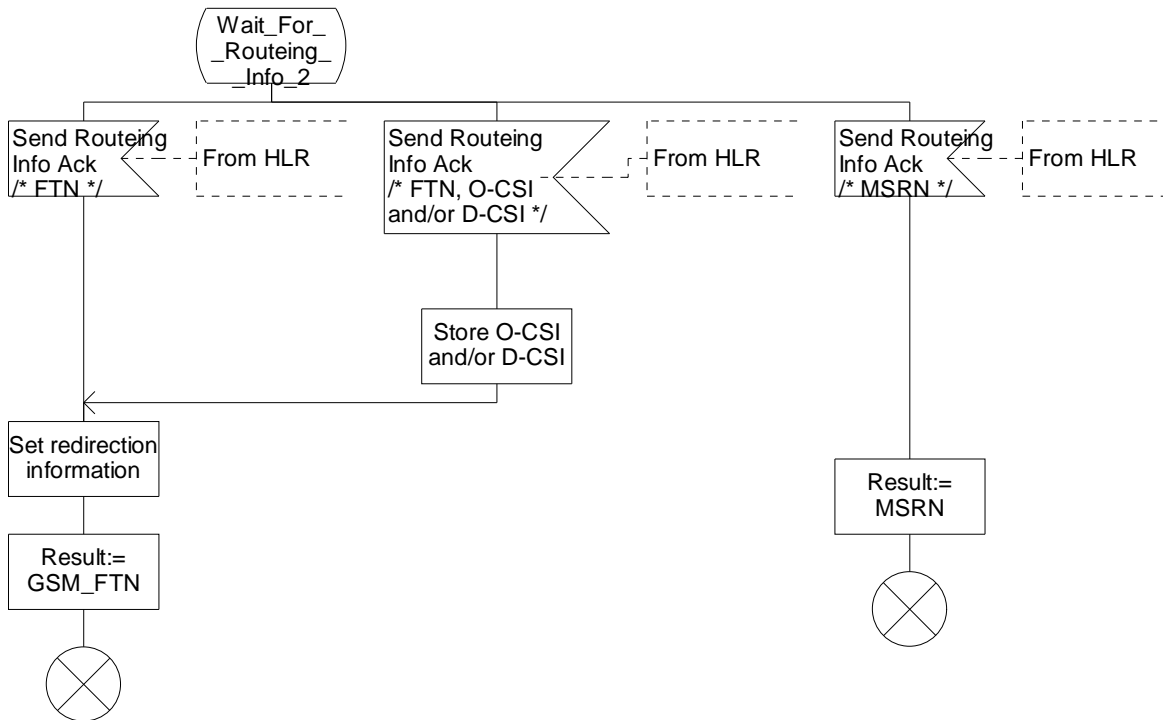 Wait_For_
_Routeing_
_Info_2
Send Routeing
Info Ack
/* FTN */
From HLR
Send Routeing
Info Ack
/* FTN, O-CSI
and/or D-CSI */
From HLR
Send Routeing
Info Ack
/* MSRN */
From HLR
Store O-CSI
and/or D-CSI
Set redirection
information
Result:=
MSRN
Result:=
GSM_FTN